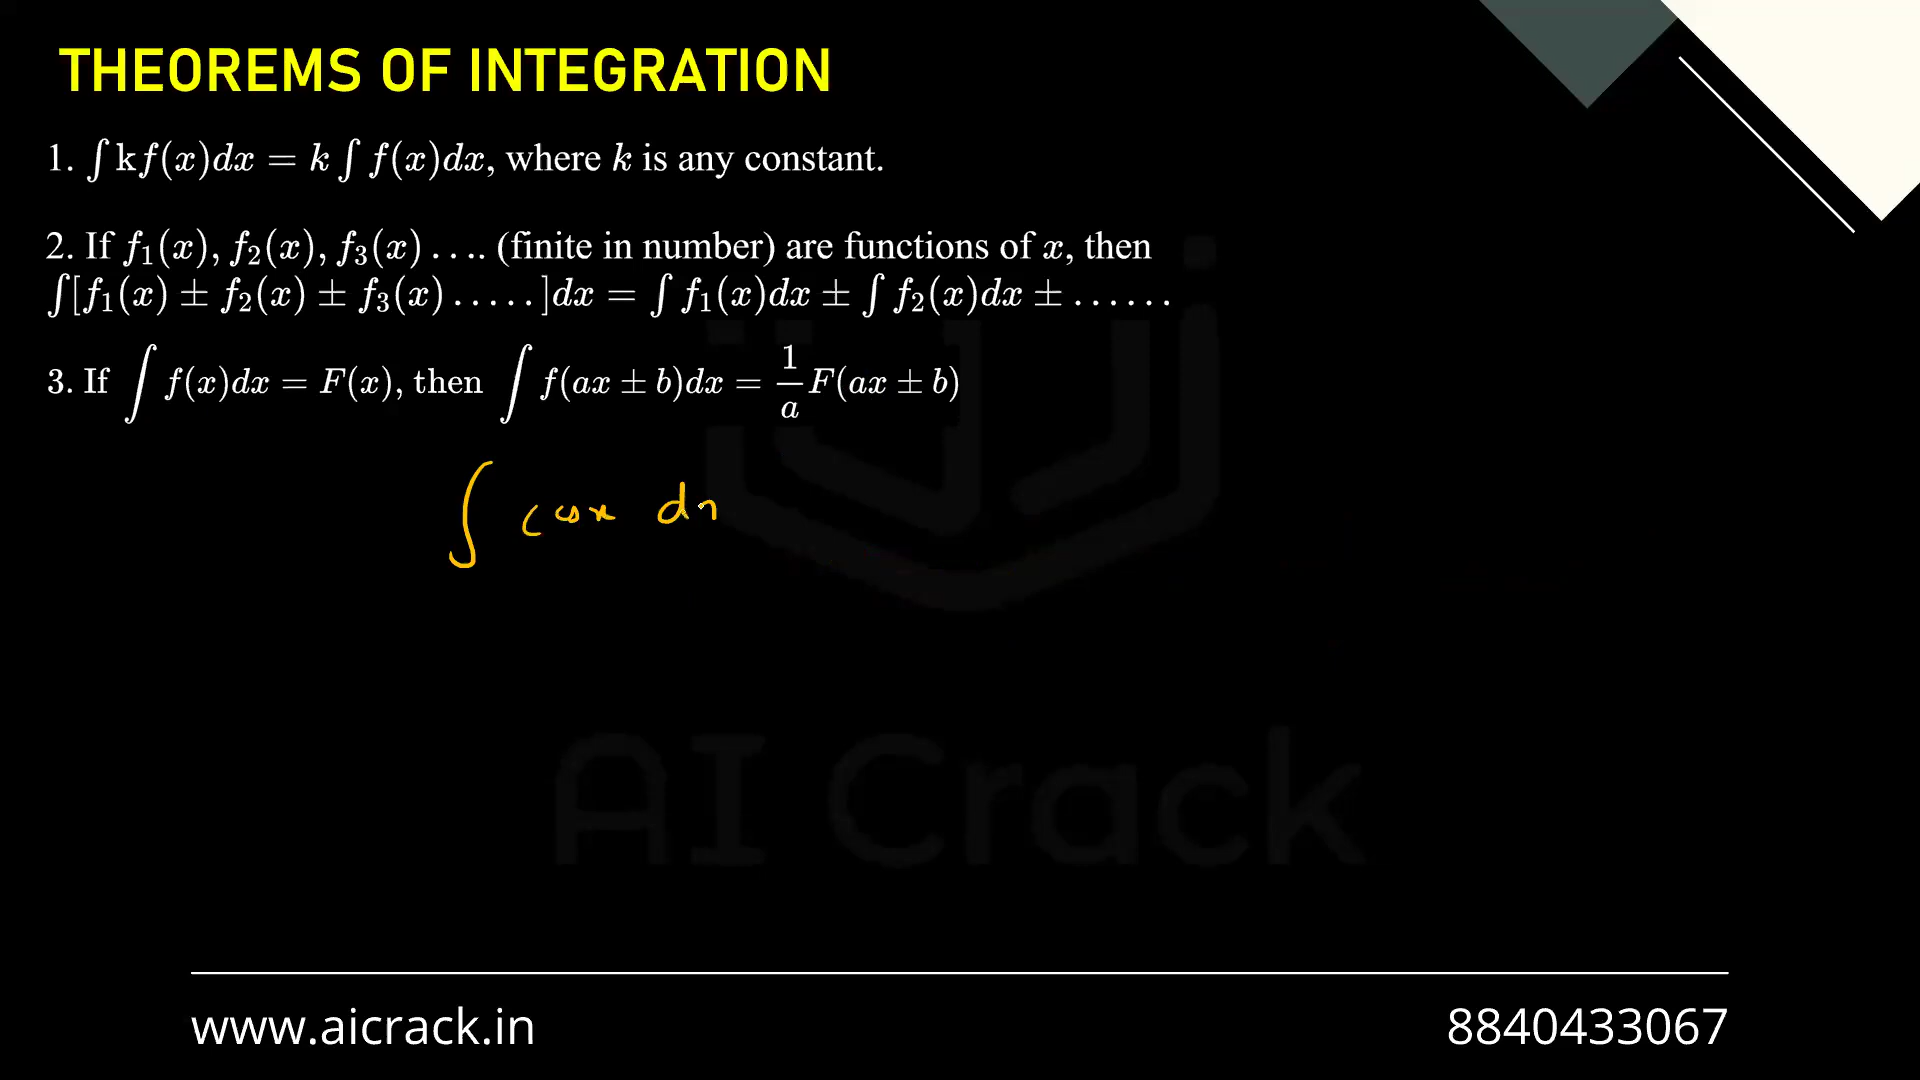 THEOREMS OF INTEGRATION
1. ∫kf(x)dx = k∫f(x)dx, where k is any constant.
2. If f₁(x), f₂(x), f₃(x) .... (finite in number) are functions of x, then
∫[f₁(x) ± f₂(x) ± f₃(x) .....]dx = ∫f₁(x)dx ± ∫f₂(x)dx ± ......
3. If ∫f(x)dx = F(x), then ∫f(ax ± b)dx = 1/a F(ax ± b)
∫ cosx dx
AI Crack
www.aicrack.in
8840433067